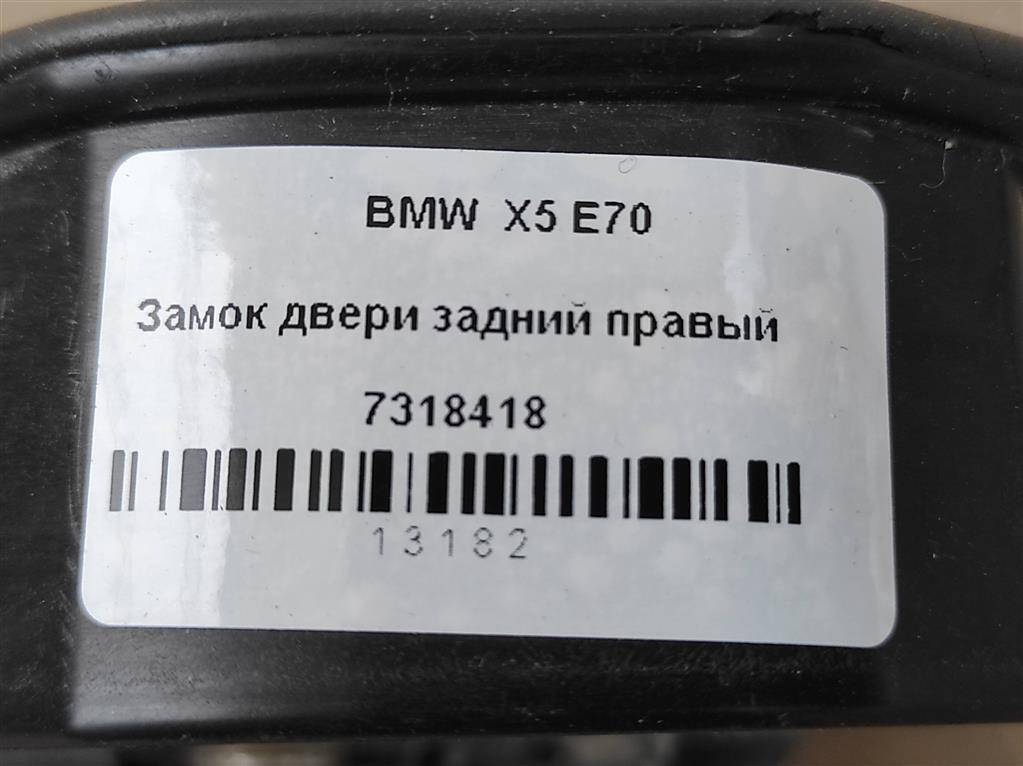 BMW X5 E70
Замок двери задний правый
7318418
13182